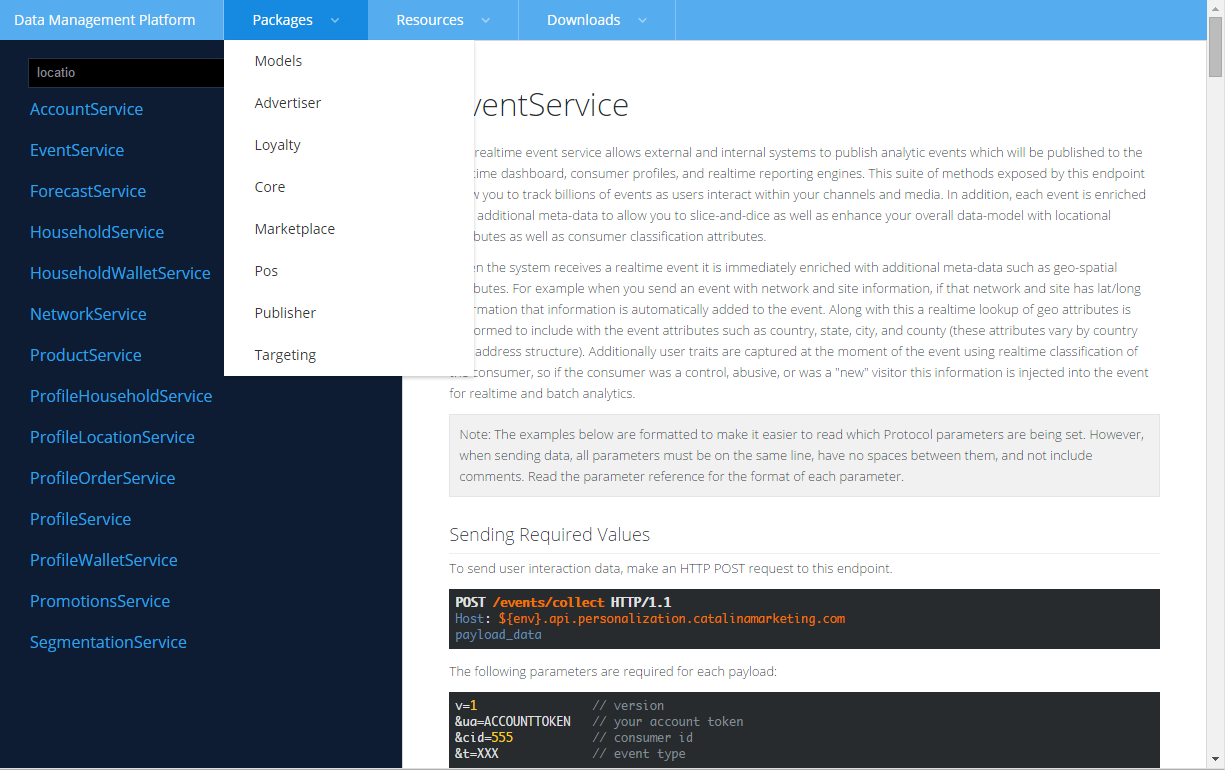 Data Management Platform
Packages
Resources
Downloads
locatio
AccountService
EventService
ForecastService
HouseholdService
HouseholdWalletService
NetworkService
ProductService
ProfileHouseholdService
ProfileLocationService
ProfileOrderService
ProfileService
ProfileWalletService
PromotionsService
SegmentationService
Models
Advertiser
Loyalty
Core
Marketplace
Pos
Publisher
Targeting
ventService
realtime event service allows external and internal systems to publish analytic events which will be published to the
time dashboard, consumer profiles, and realtime reporting engines. This suite of methods exposed by this endpoint
you to track billions of events as users interact within your channels and media. In addition, each event is enriched
additional meta-data to allow you to slice-and-dice as well as enhance your overall data-model with locational
butes as well as consumer classification attributes.
n the system receives a realtime event it is immediately enriched with additional meta-data such as geo-spatial
butes. For example when you send an event with network and site information, if that network and site has lat/long
rmation that information is automatically added to the event. Along with this a realtime lookup of geo attributes is
ormed to include with the event attributes such as country, state, city, and county (these attributes vary by country
address structure). Additionally user traits are captured at the moment of the event using realtime classification of
the consumer, so if the consumer was a control, abusive, or was a "new" visitor this information is injected into the event
for realtime and batch analytics.
Note: The examples below are formatted to make it easier to read which Protocol parameters are being set. However,
when sending data, all parameters must be on the same line, have no spaces between them, and not include
comments. Read the parameter reference for the format of each parameter.
Sending Required Values
To send user interaction data, make an HTTP POST request to this endpoint.
POST /events/collect HTTP/1.1
Host: ${env}.api.personalization.catalinamarketing.com
payload_data
The following parameters are required for each payload:
v=1 // version
&ua=ACCOUNTTOKEN // your account token
&cid=555 // consumer id
&t=XXX // event type